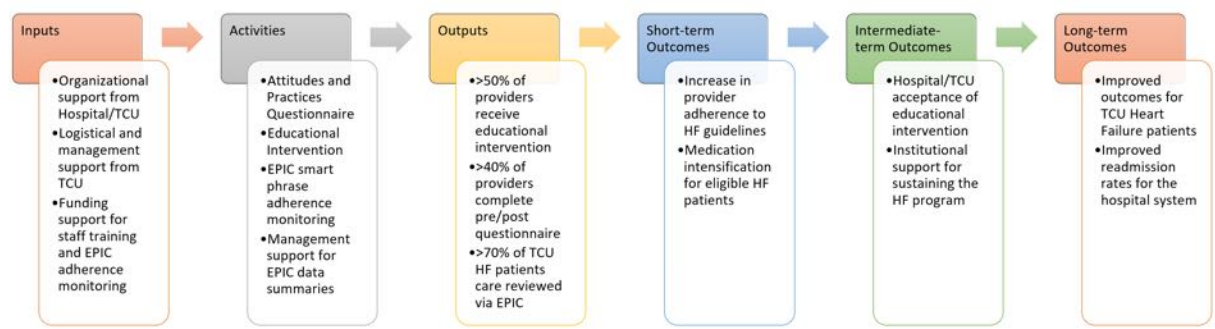 Inputs
•Organizational
support from
Hospital/TCU
•Logistical and
management
support from
TCU
•Funding
support for
staff training
and EPIC
adherence
monitoring
Activities
•Attitudes and
Practices
Questionnaire
•Educational
Intervention
•EPIC smart
phrase
adherence
monitoring
•Management
support for
EPIC data
summaries
Outputs
•>50% of
providers
receive
educational
intervention
•>40% of
providers
complete
pre/post
questionnaire
•>70% of TCU
HF patients
care reviewed
via EPIC
Short-term
Outcomes
•Increase in
provider
adherence to
HF guidelines
•Medication
intensification
for eligible HF
patients
Intermediate-
term Outcomes
•Hospital/TCU
acceptance of
educational
intervention
•Institutional
support for
sustaining the
HF program
Long-term
Outcomes
•Improved
outcomes for
TCU Heart
Failure patients
•Improved
readmission
rates for the
hospital system